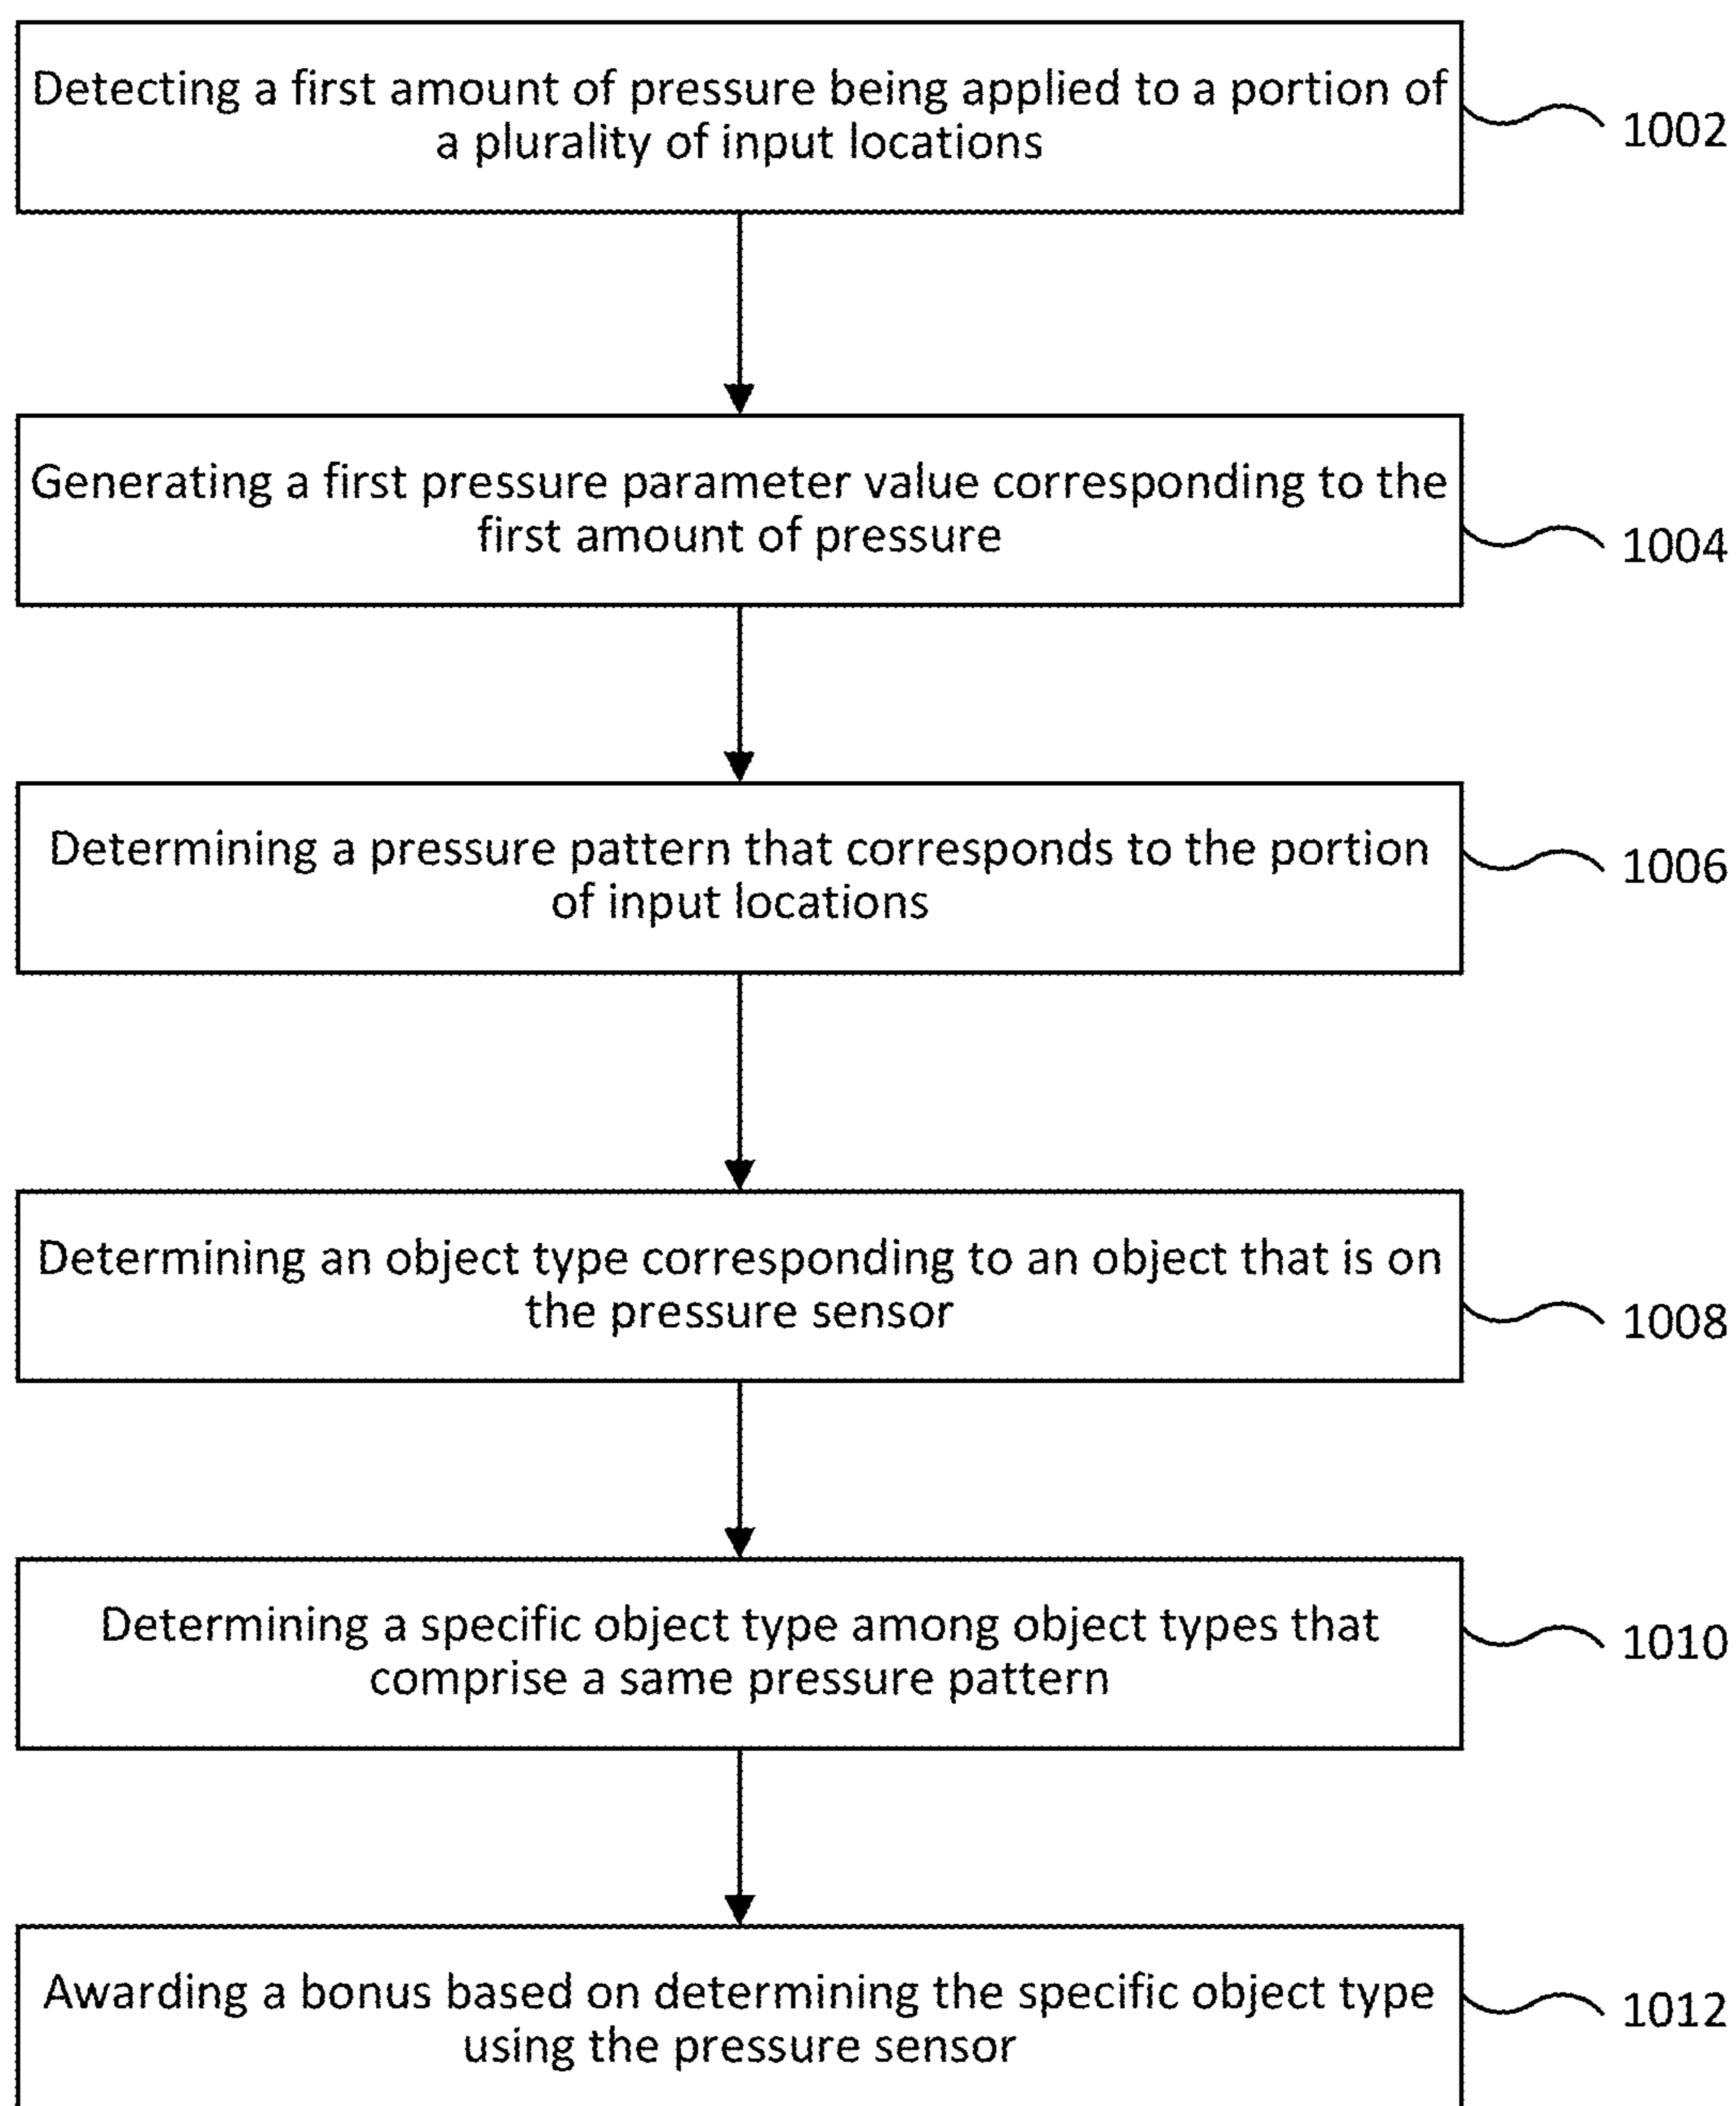 Detecting a first amount of pressure being applied to a portion of
a plurality of input locations
1002
Generating a first pressure parameter value corresponding to the
first amount of pressure
1004
Determining a pressure pattern that corresponds to the portion
of input locations
1006
Determining an object type corresponding to an object that is on
the pressure sensor
1008
Determining a specific object type among object types that
comprise a same pressure pattern
1010
Awarding a bonus based on determining the specific object type
using the pressure sensor
1012